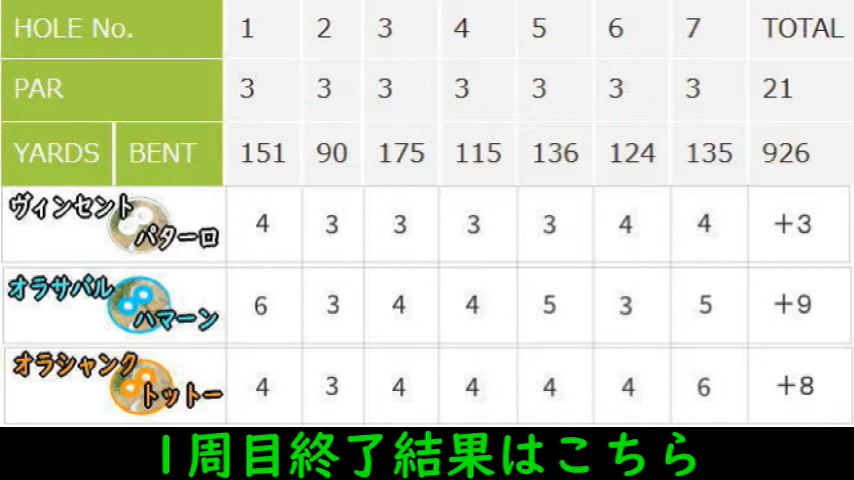 HOLE No. 1 2 3 4 5 6 7 TOTAL
PAR 3 3 3 3 3 3 3 21
YARDS BENT 151 90 175 115 136 124 135 926
ヴィンセント パターロ 4 3 3 3 3 4 4 +3
オラサバル ハマーン 6 3 4 4 5 3 5 +9
オラシャンク トットー 4 3 4 4 4 4 6 +8
1周目終了結果はこちら